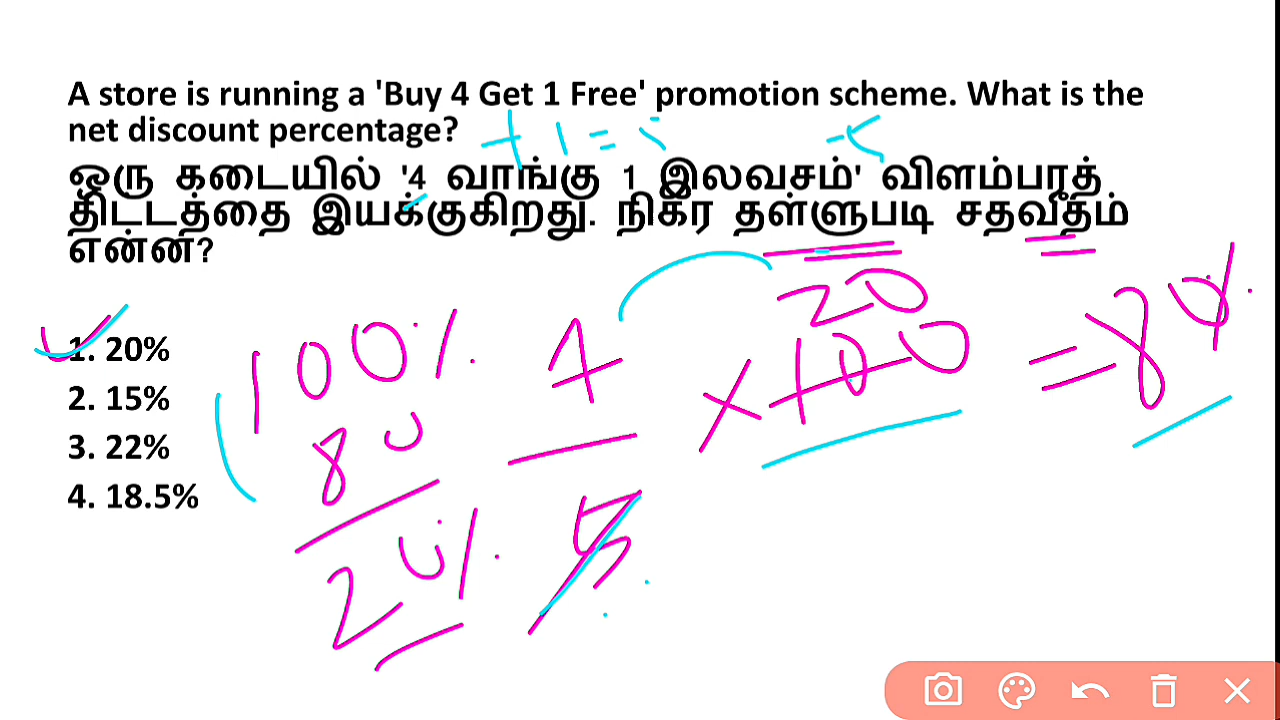 A store is running a 'Buy 4 Get 1 Free' promotion scheme. What is the
net discount percentage?
+ 1 = 5
ஒரு கடையில் '4 வாங்கு 1 இலவசம்' விளம்பரத்
திட்டத்தை இயக்குகிறது. நிகர தள்ளுபடி சதவீதம்
என்ன?
1. 20%
2. 15%
3. 22%
4. 18.5%
100%
80
20%
4
5
20
× 100
= 80%